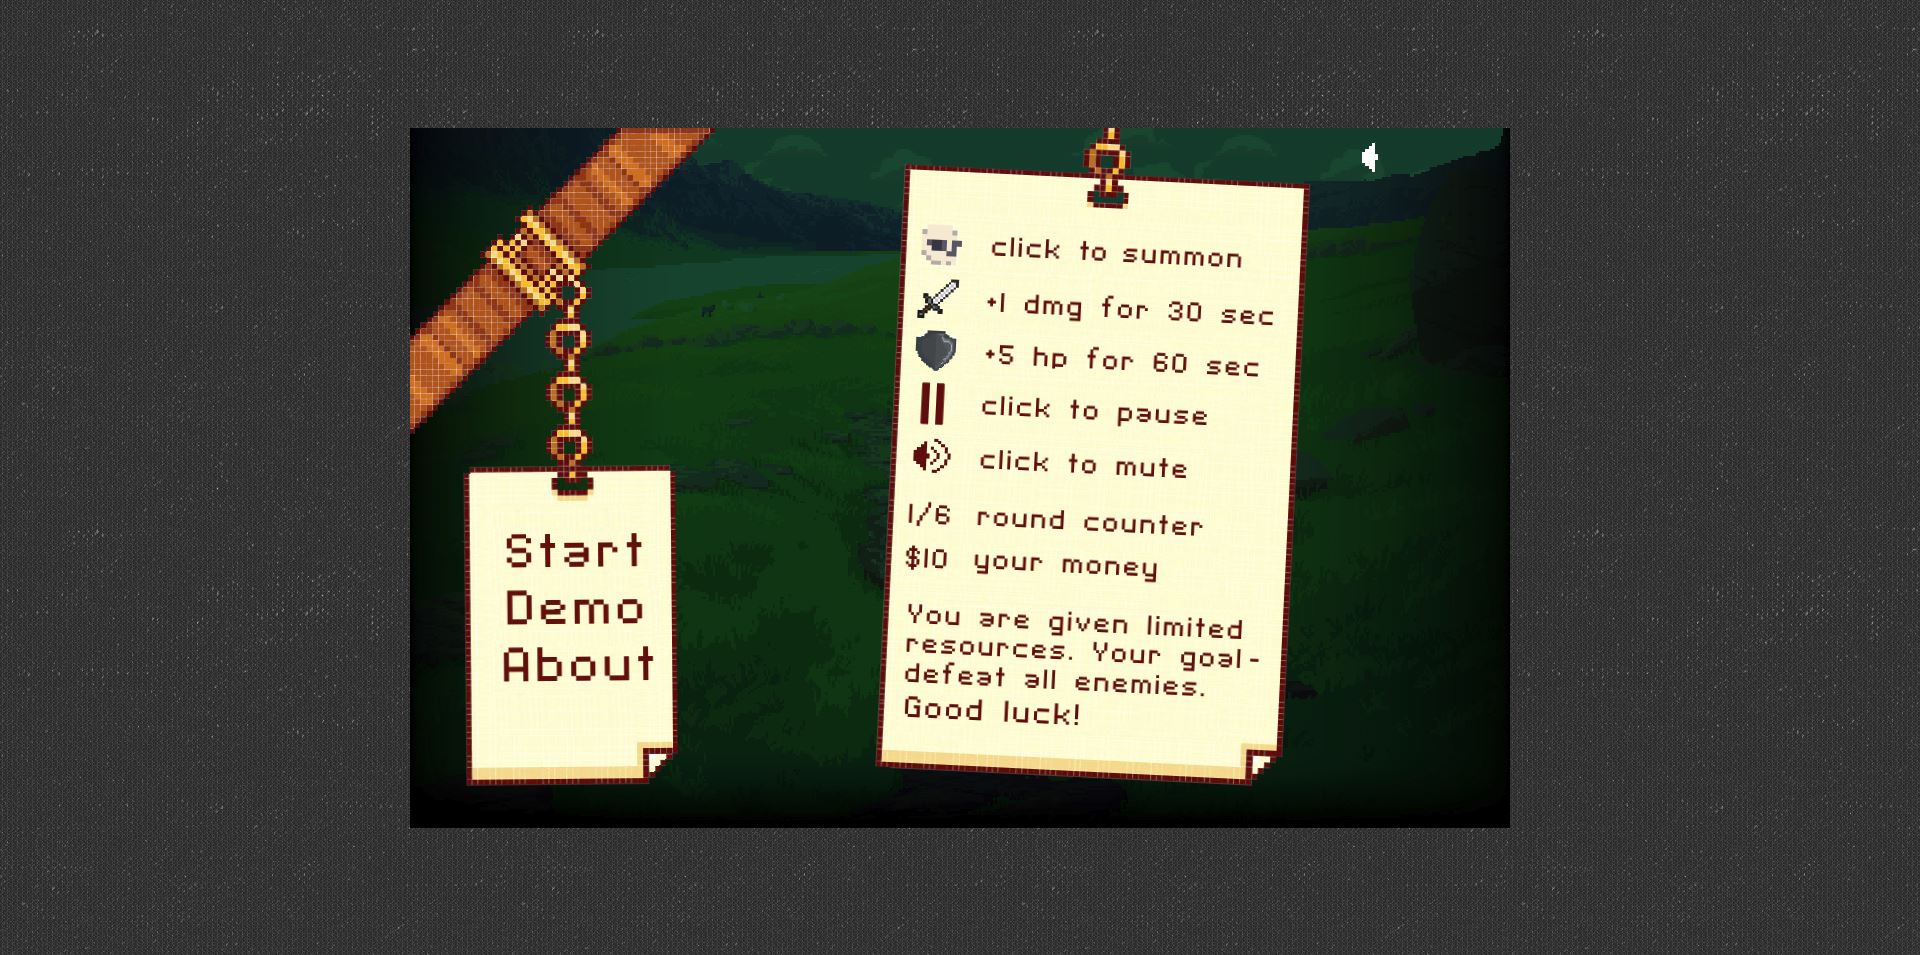 Start
Demo
About
click to summon
+1 dmg for 30 sec
+5 hp for 60 sec
click to pause
click to mute
1/6 round counter
$10 your money
You are given limited
resources. Your goal-
defeat all enemies.
Good luck!